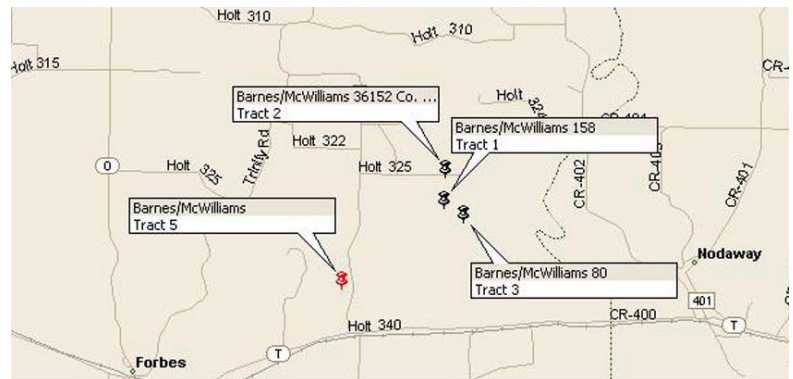 Holt 310
Holt 310
Holt 315
CR-4
Barnes/McWilliams 36152 Co. ...
Tract 2
Holt 324
CR-404
Barnes/McWilliams 158
Tract 1
Trinity Rd
Holt 322
CR-403
O
Holt 325
Holt 325
CR-402
CR-401
Barnes/McWilliams
Tract 5
Nodaway
Barnes/McWilliams 80
Tract 3
401
CR-400
Holt 340
T
T
Forbes